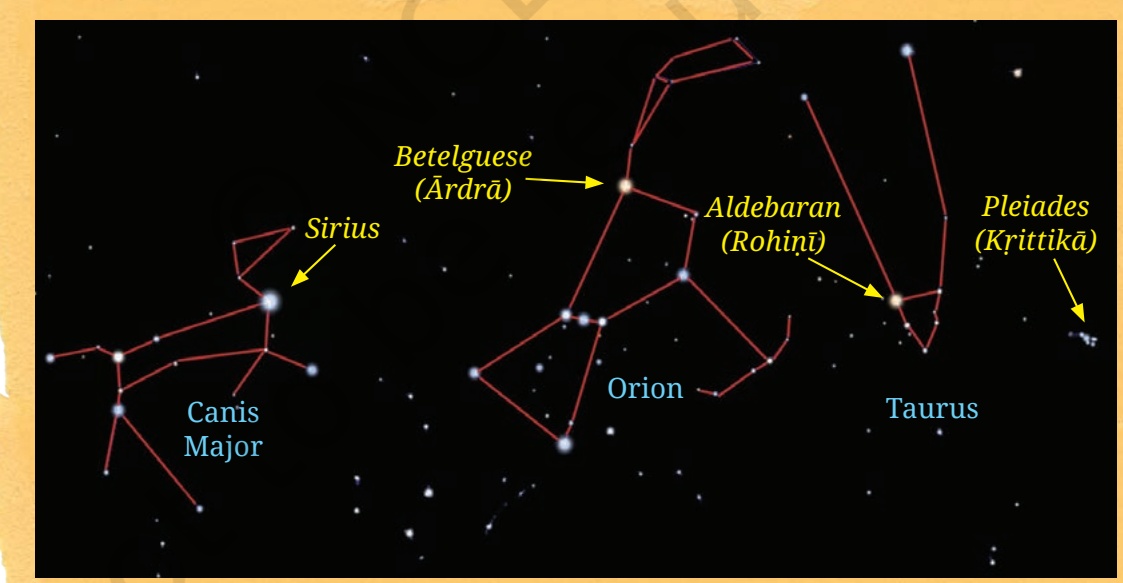 Betelguese
(Ārdrā)
Sirius
Aldebaran
(Rohiṇī)
Pleiades
(Kṛittikā)
Orion
Canis
Major
Taurus